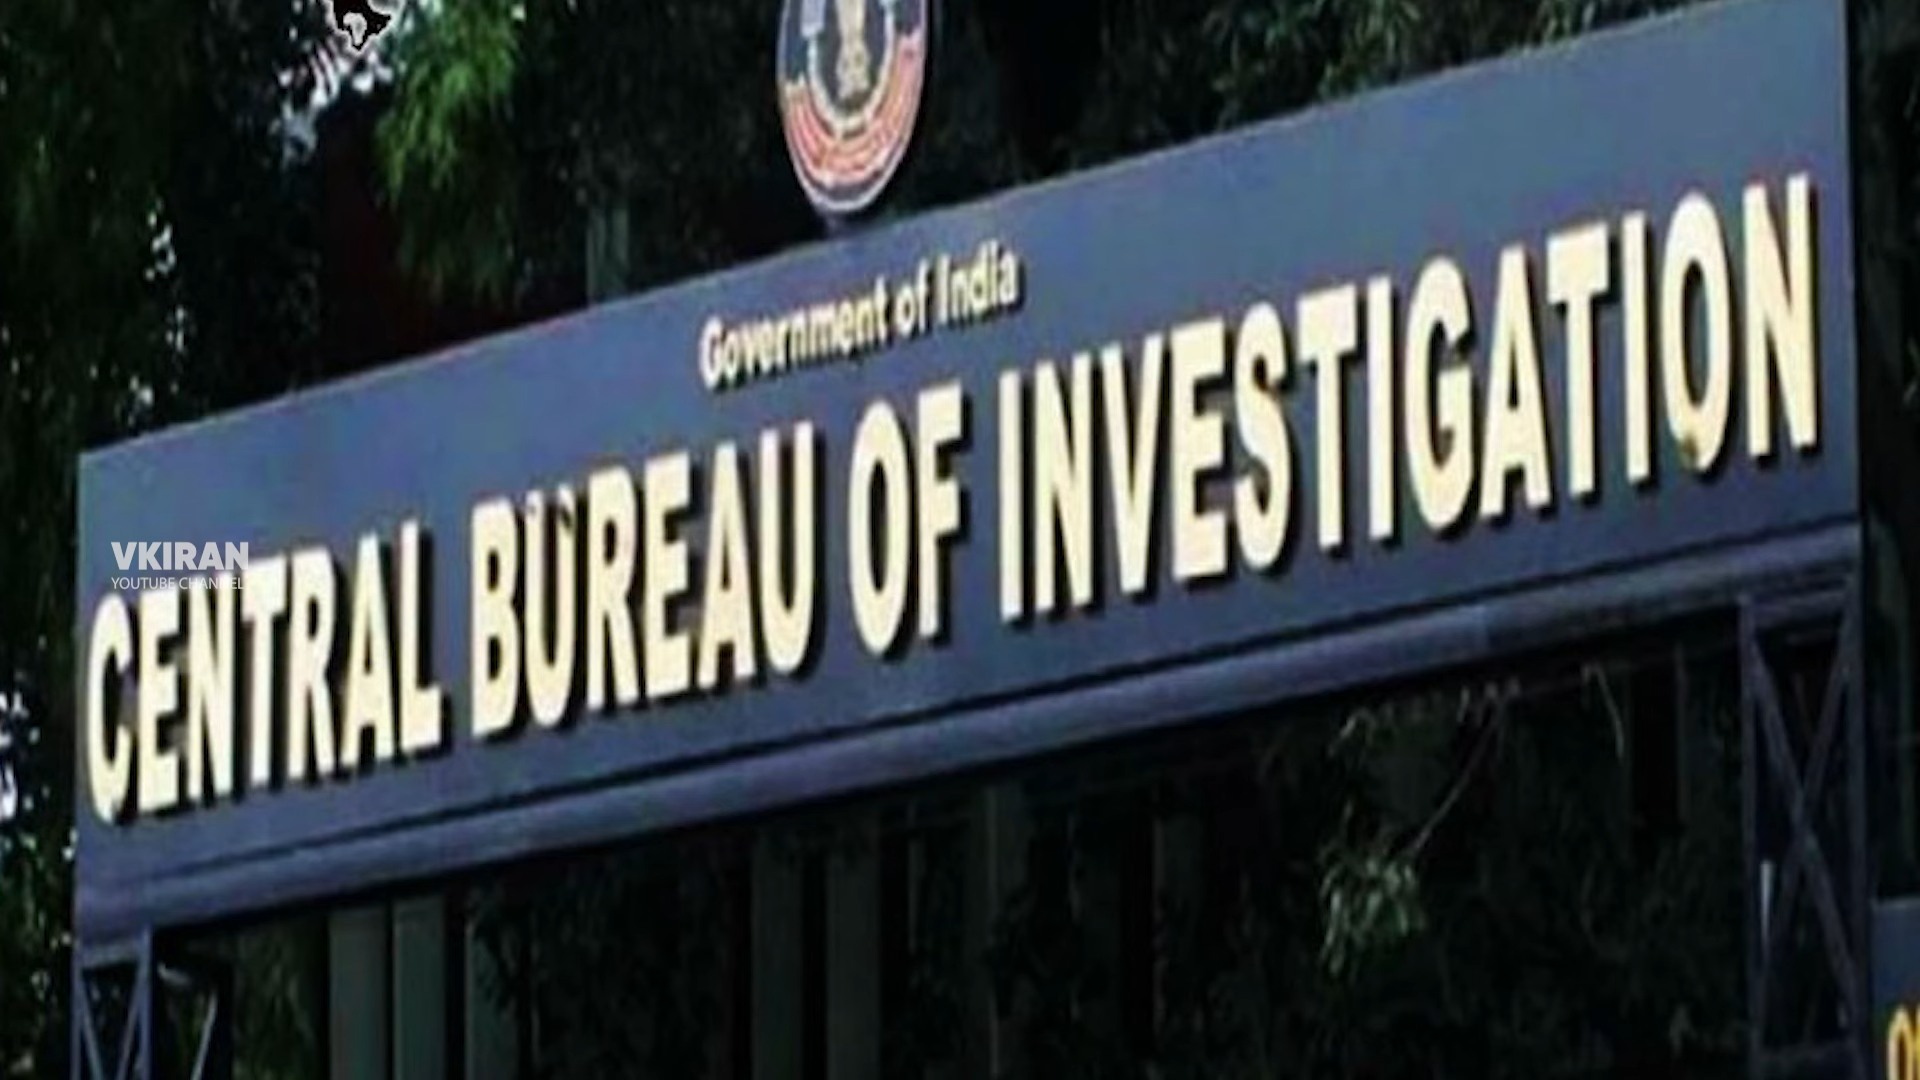 Government of India
CENTRAL BUREAU OF INVESTIGATION
VKIRAN
YOUTUBE CHANNEL